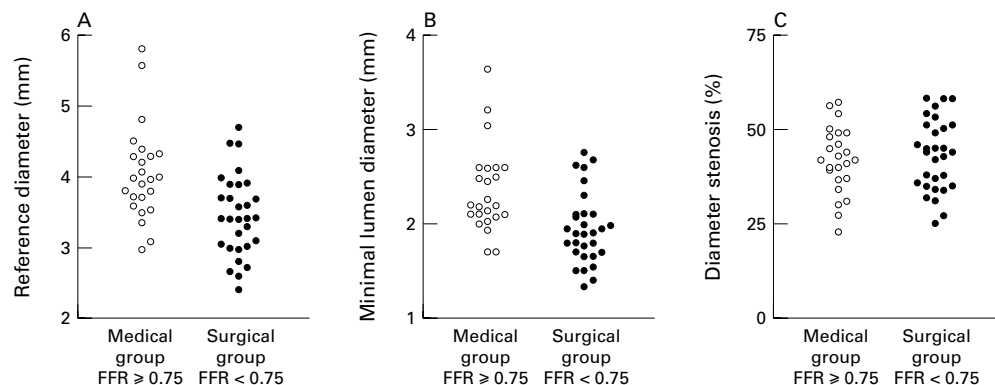 A
Reference diameter (mm)
6
5
4
3
2
Medical group FFR ⩾ 0.75
Surgical group FFR < 0.75
B
Minimal lumen diameter (mm)
4
3
2
1
Medical group FFR ⩾ 0.75
Surgical group FFR < 0.75
C
Diameter stenosis (%)
75
50
25
0
Medical group FFR ⩾ 0.75
Surgical group FFR < 0.75